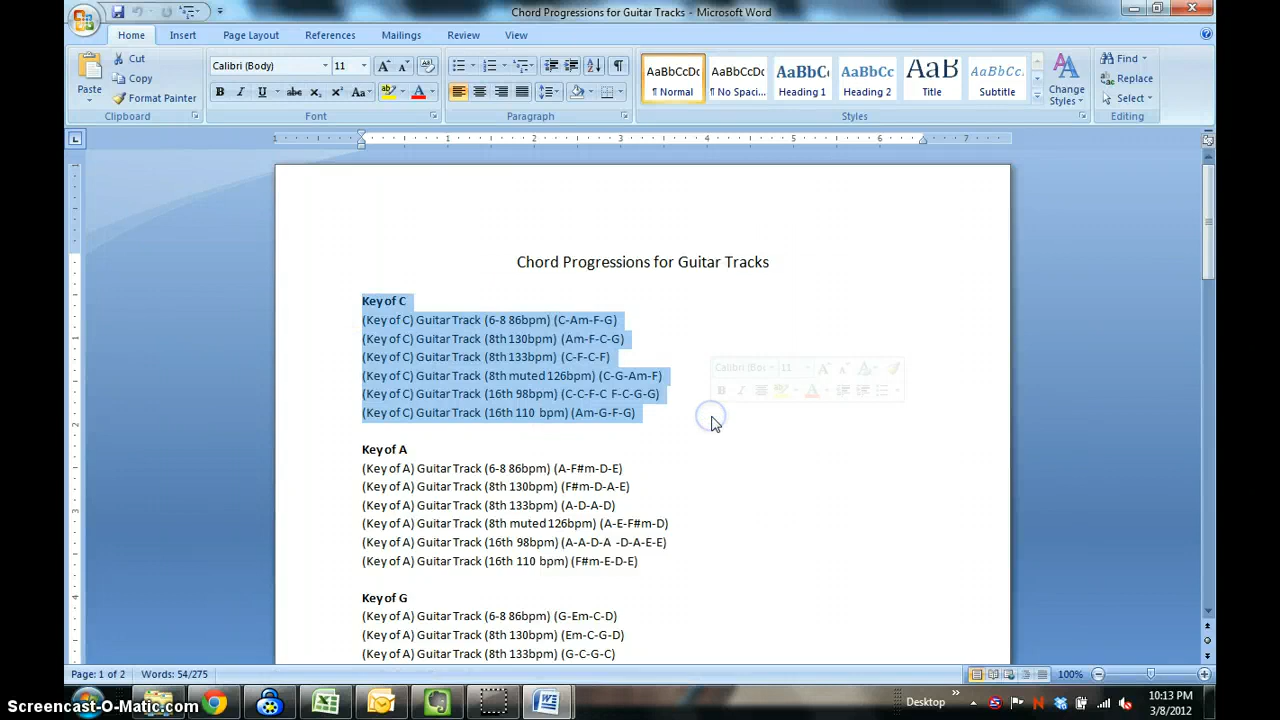 Chord Progressions for Guitar Tracks - Microsoft Word
Home Insert Page Layout References Mailings Review View
Paste
Cut
Copy
Format Painter
Clipboard
Calibri (Body) 11
Font
Paragraph
AaBbCcDc AaBbCcDc AaBbC AaBbCc AaB AaBbCc.
¶ Normal ¶ No Spaci... Heading 1 Heading 2 Title Subtitle
Change Styles
Styles
Find
Replace
Select
Editing
1 1 2 3 4 5 6 7
Chord Progressions for Guitar Tracks
Key of C
(Key of C) Guitar Track (6-8 86bpm) (C-Am-F-G)
(Key of C) Guitar Track (8th 130bpm) (Am-F-C-G)
(Key of C) Guitar Track (8th 133bpm) (C-F-C-F)
(Key of C) Guitar Track (8th muted 126bpm) (C-G-Am-F)
(Key of C) Guitar Track (16th 98bpm) (C-C-F-C F-C-G-G)
(Key of C) Guitar Track (16th 110 bpm) (Am-G-F-G)
Key of A
(Key of A) Guitar Track (6-8 86bpm) (A-F#m-D-E)
(Key of A) Guitar Track (8th 130bpm) (F#m-D-A-E)
(Key of A) Guitar Track (8th 133bpm) (A-D-A-D)
(Key of A) Guitar Track (8th muted 126bpm) (A-E-F#m-D)
(Key of A) Guitar Track (16th 98bpm) (A-A-D-A -D-A-E-E)
(Key of A) Guitar Track (16th 110 bpm) (F#m-E-D-E)
Key of G
(Key of A) Guitar Track (6-8 86bpm) (G-Em-C-D)
(Key of A) Guitar Track (8th 130bpm) (Em-C-G-D)
(Key of A) Guitar Track (8th 133bpm) (G-C-G-C)
Page: 1 of 2 Words: 54/275
100%
Desktop
10:13 PM
3/8/2012
Screencast-O-Matic.com